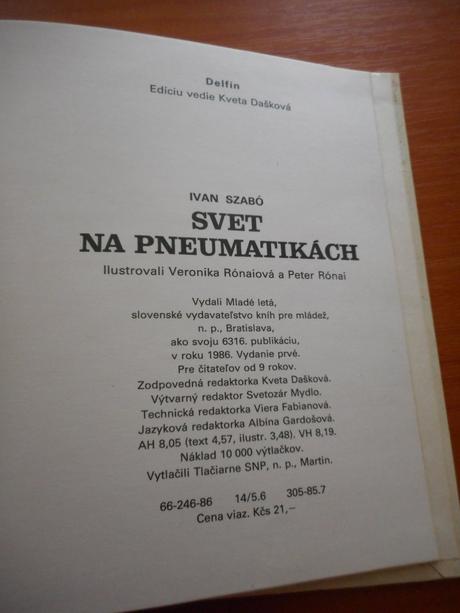 Delfín
Edíciu vedie Kveta Dašková
IVAN SZABÓ
SVET
NA PNEUMATIKÁCH
Ilustrovali Veronika Rónaiová a Peter Rónai
Vydali Mladé letá,
slovenské vydavateľstvo kníh pre mládež,
n. p., Bratislava,
ako svoju 6316. publikáciu,
v roku 1986. Vydanie prvé.
Pre čitateľov od 9 rokov.
Zodpovedná redaktorka Kveta Dašková.
Výtvarný redaktor Svetozár Mydlo.
Technická redaktorka Viera Fabianová.
Jazyková redaktorka Albína Gardošová.
AH 8,05 (text 4,57, ilustr. 3,48). VH 8,19.
Náklad 10 000 výtlačkov.
Vytlačili Tlačiarne SNP, n. p., Martin.
66-246-86 14/5.6 305-85.7
Cena viaz. Kčs 21,–